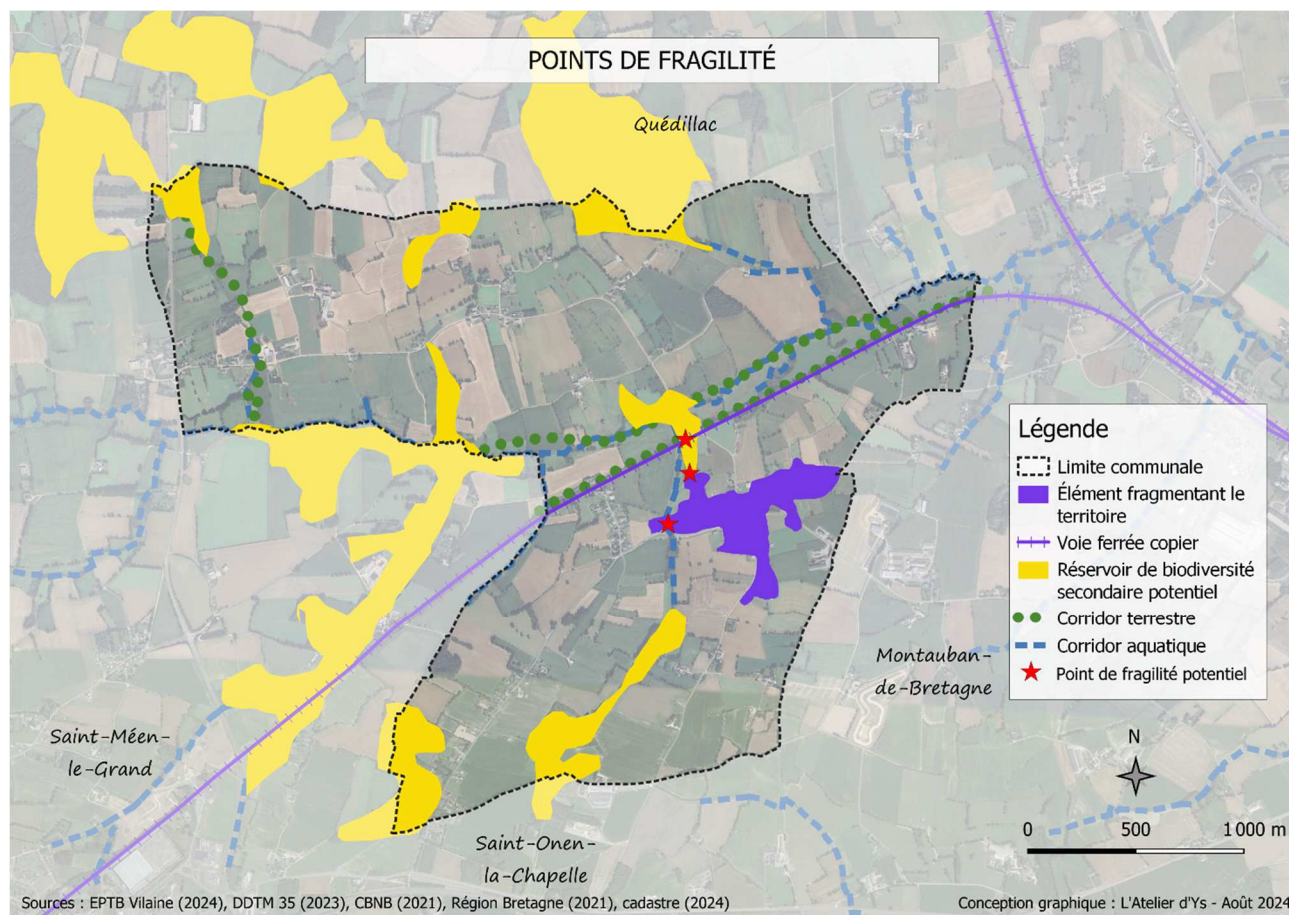 POINTS DE FRAGILITÉ
Quédillac
Légende
Limite communale
Élément fragmentant le
territoire
Voie ferrée copier
Réservoir de biodiversité
secondaire potentiel
Corridor terrestre
Corridor aquatique
Point de fragilité potentiel
Montauban-
de-Bretagne
Saint-Méen-
le-Grand
Saint-Onen-
la-Chapelle
N
0 500 1 000 m
Sources : EPTB Vilaine (2024), DDTM 35 (2023), CBNB (2021), Région Bretagne (2021), cadastre (2024)
Conception graphique : L'Atelier d'Ys - Août 2024